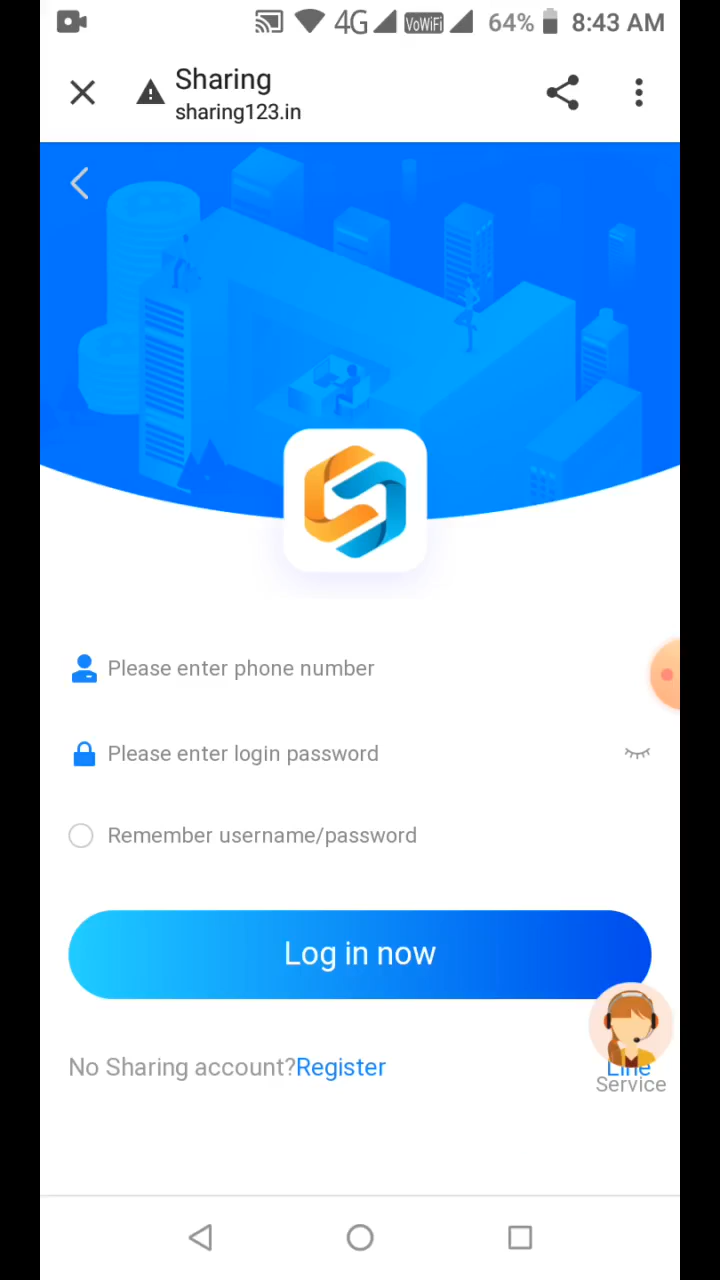 4G VoWiFi 64% 8:43 AM
Sharing
sharing123.in
Please enter phone number
Please enter login password
Remember username/password
Log in now
No Sharing account?Register
Line
Service